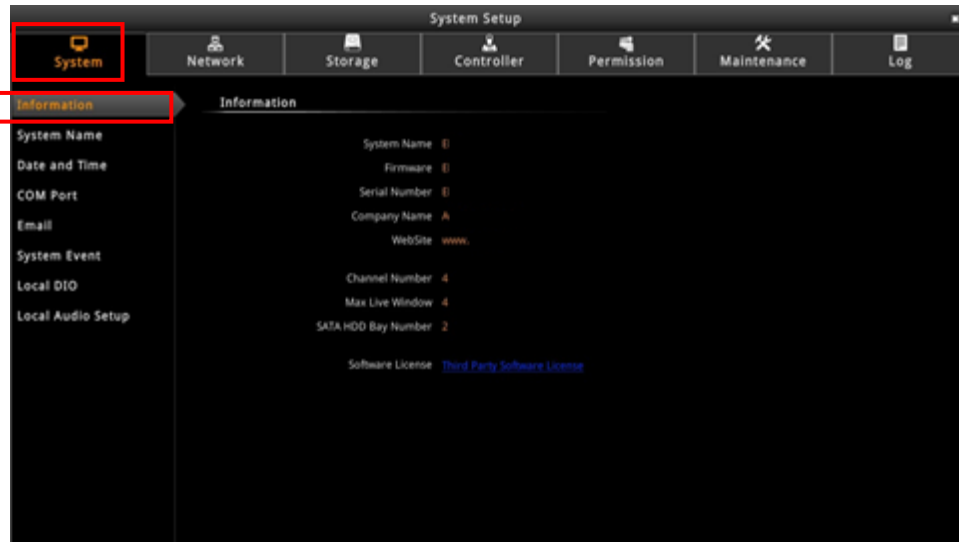 System Setup
System Network Storage Controller Permission Maintenance Log
Information
Information
System Name
Date and Time
COM Port
Email
System Event
Local DIO
Local Audio Setup
System Name
Firmware
Serial Number
Company Name A
WebSite www.
Channel Number 4
Max Live Window 4
SATA HDD Bay Number 2
Software License Third Party Software License